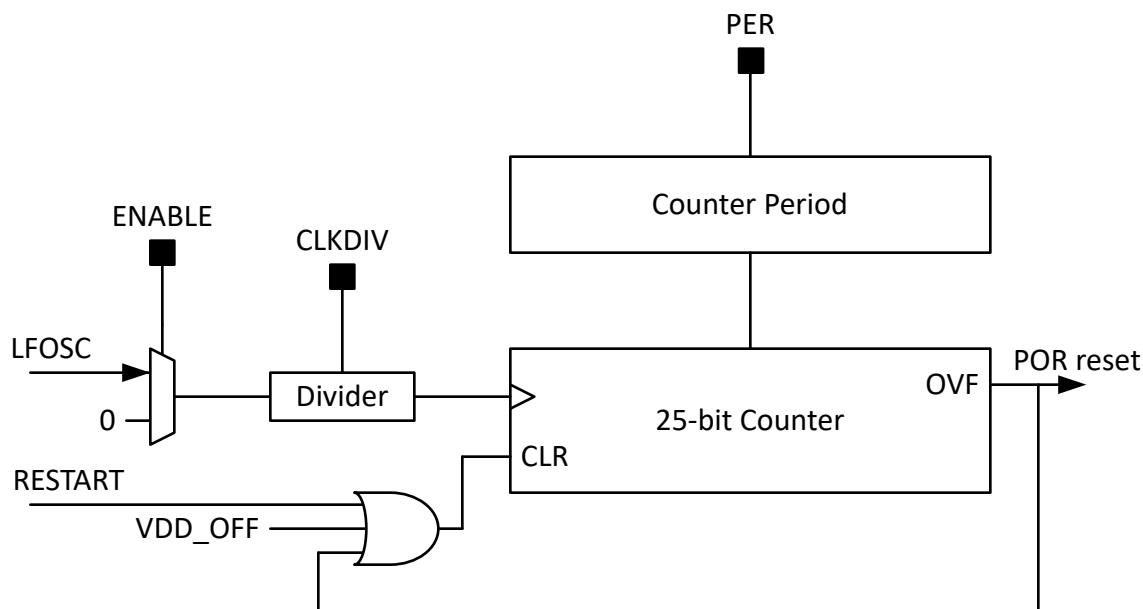 PER
Counter Period
ENABLE
CLKDIV
LFOSC
0
Divider
25-bit Counter
OVF
POR reset
CLR
RESTART
VDD_OFF